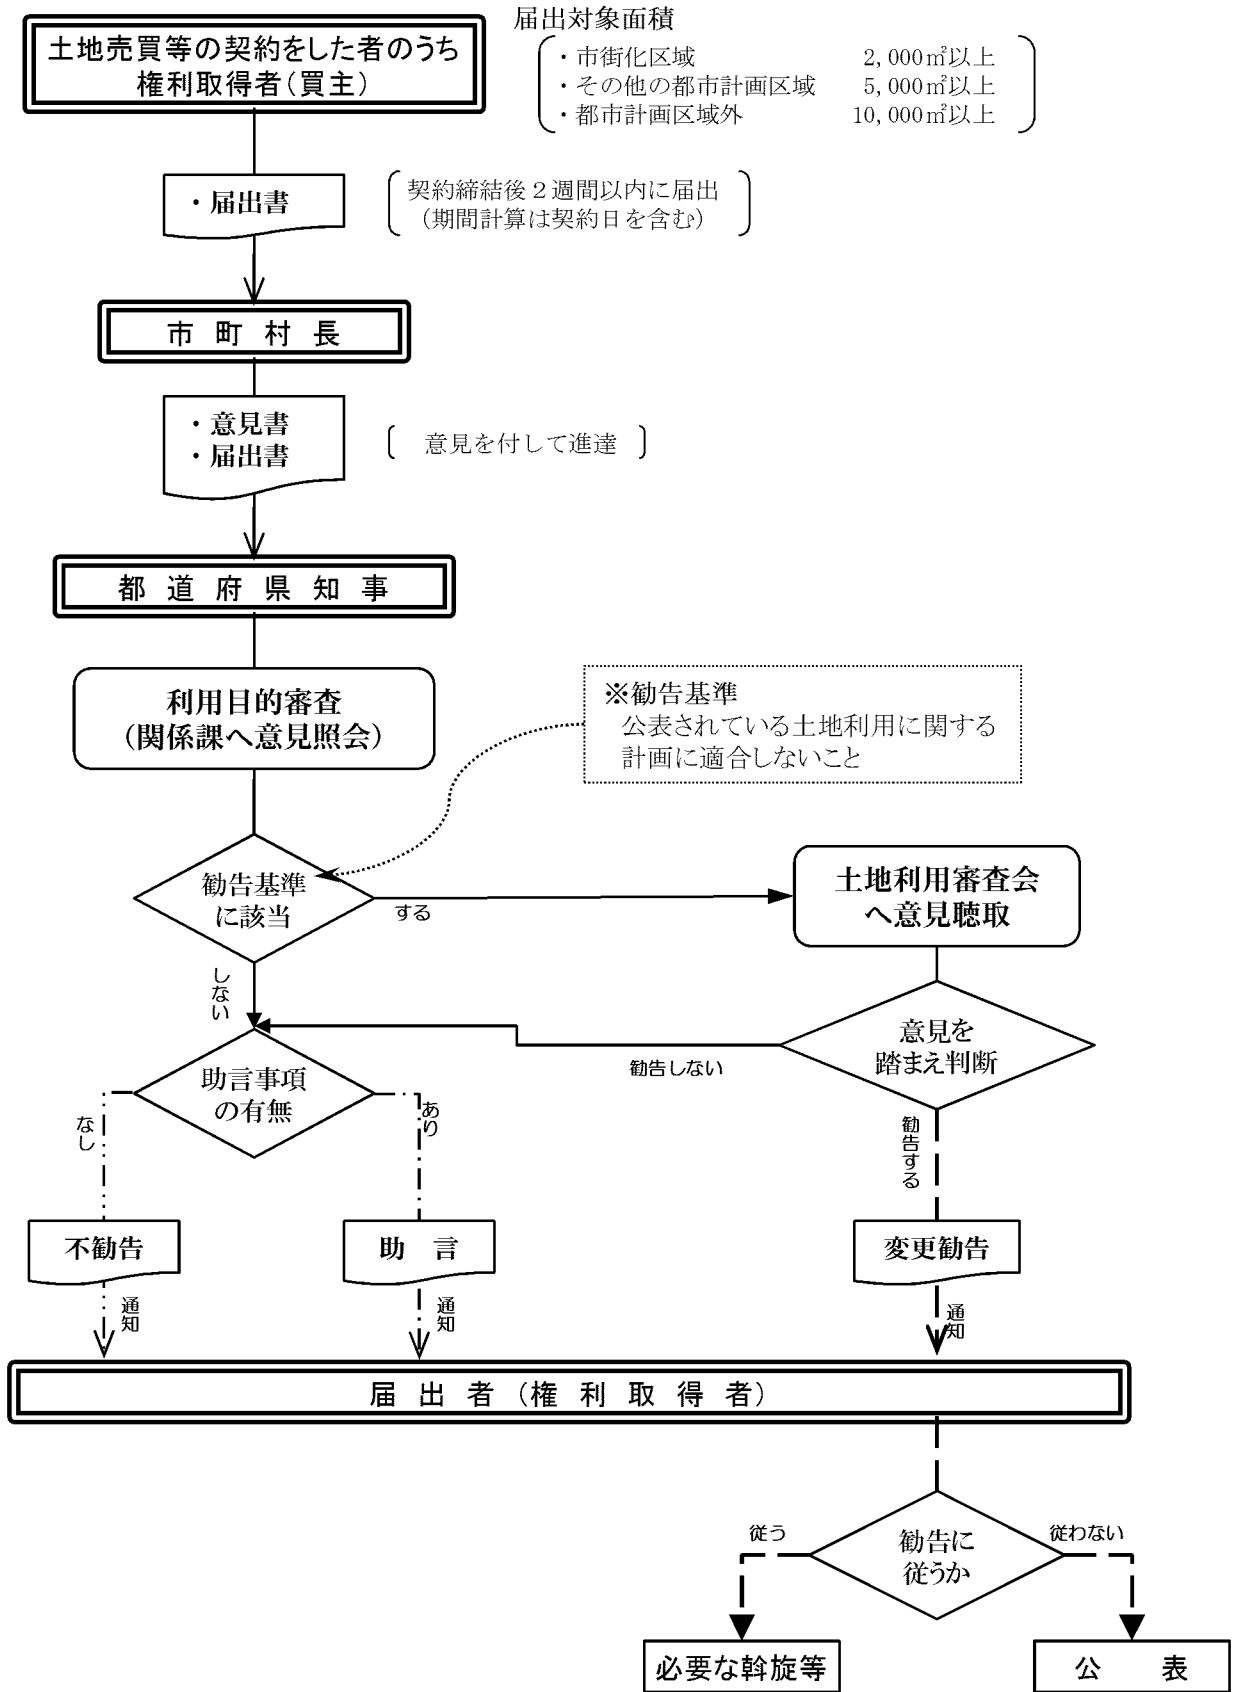 届出対象面積
土地売買等の契約をした者のうち
権利取得者(買主)
・市街化区域 2,000㎡以上
・その他の都市計画区域 5,000㎡以上
・都市計画区域外 10,000㎡以上
・届出書
契約締結後２週間以内に届出
(期間計算は契約日を含む)
市町村長
・意見書
・届出書
意見を付して進達
都道府県知事
利用目的審査
(関係課へ意見照会)
※勧告基準
公表されている土地利用に関する
計画に適合しないこと
勧告基準
に該当
する
土地利用審査会
へ意見聴取
しない
意見を
踏まえ判断
勧告しない
助言事項
の有無
なし
あり
勧告する
不勧告
助言
変更勧告
通知
通知
通知
届出者(権利取得者)
勧告に
従うか
従う
従わない
必要な斡旋等
公表